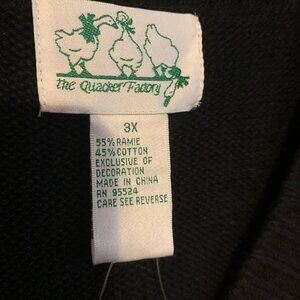 the Quacker Factory
3X
55% RAMIE
45% COTTON
EXCLUSIVE OF
DECORATION
MADE IN CHINA
RN 95524
CARE SEE REVERSE